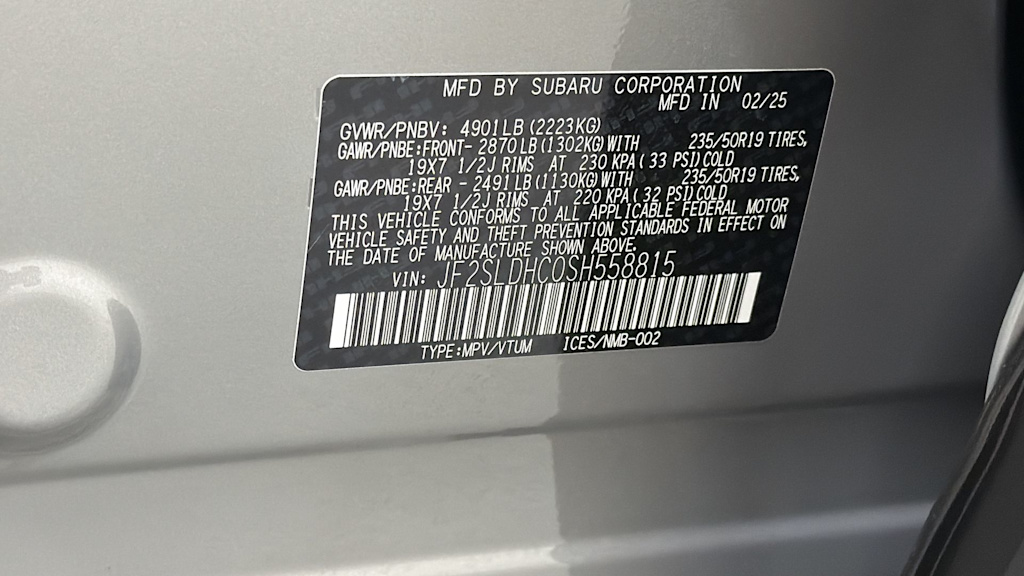 MFD BY SUBARU CORPORATION
MFD IN 02/25
GVWR/PNBV: 4901LB(2223KG)
GAWR/PNBE:FRONT- 2870LB(1302KG)WITH 235/50R19 TIRES,
19X7 1/2J RIMS AT 230 KPA( 33 PSI)COLD
GAWR/PNBE:REAR - 2491LB(1130KG)WITH 235/50R19 TIRES,
19X7 1/2J RIMS AT 220 KPA( 32 PSI)COLD
THIS VEHICLE CONFORMS TO ALL APPLICABLE FEDERAL MOTOR
VEHICLE SAFETY AND THEFT PREVENTION STANDARDS IN EFFECT ON
THE DATE OF MANUFACTURE SHOWN ABOVE.
VIN: JF2SLDHC0SH558815
TYPE:MPV/VTUM ICES/NMB-002